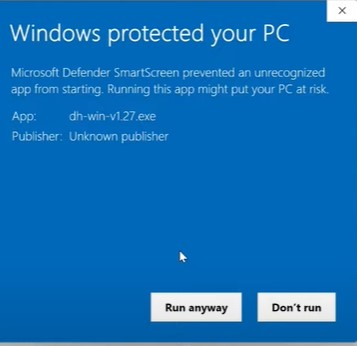 Windows protected your PC
Microsoft Defender SmartScreen prevented an unrecognized
app from starting. Running this app might put your PC at risk.
App: dh-win-v1.27.exe
Publisher: Unknown publisher
Run anyway Don't run